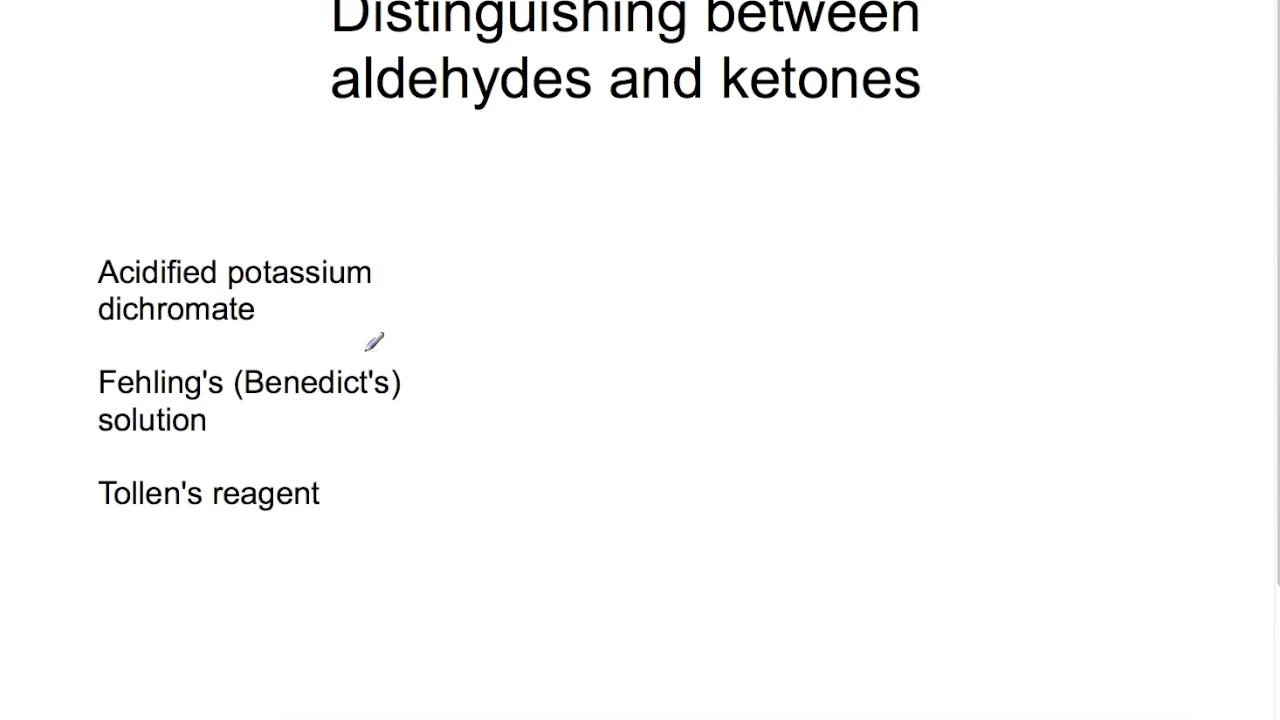 Distinguishing between
aldehydes and ketones
Acidified potassium
dichromate
Fehling's (Benedict's)
solution
Tollen's reagent